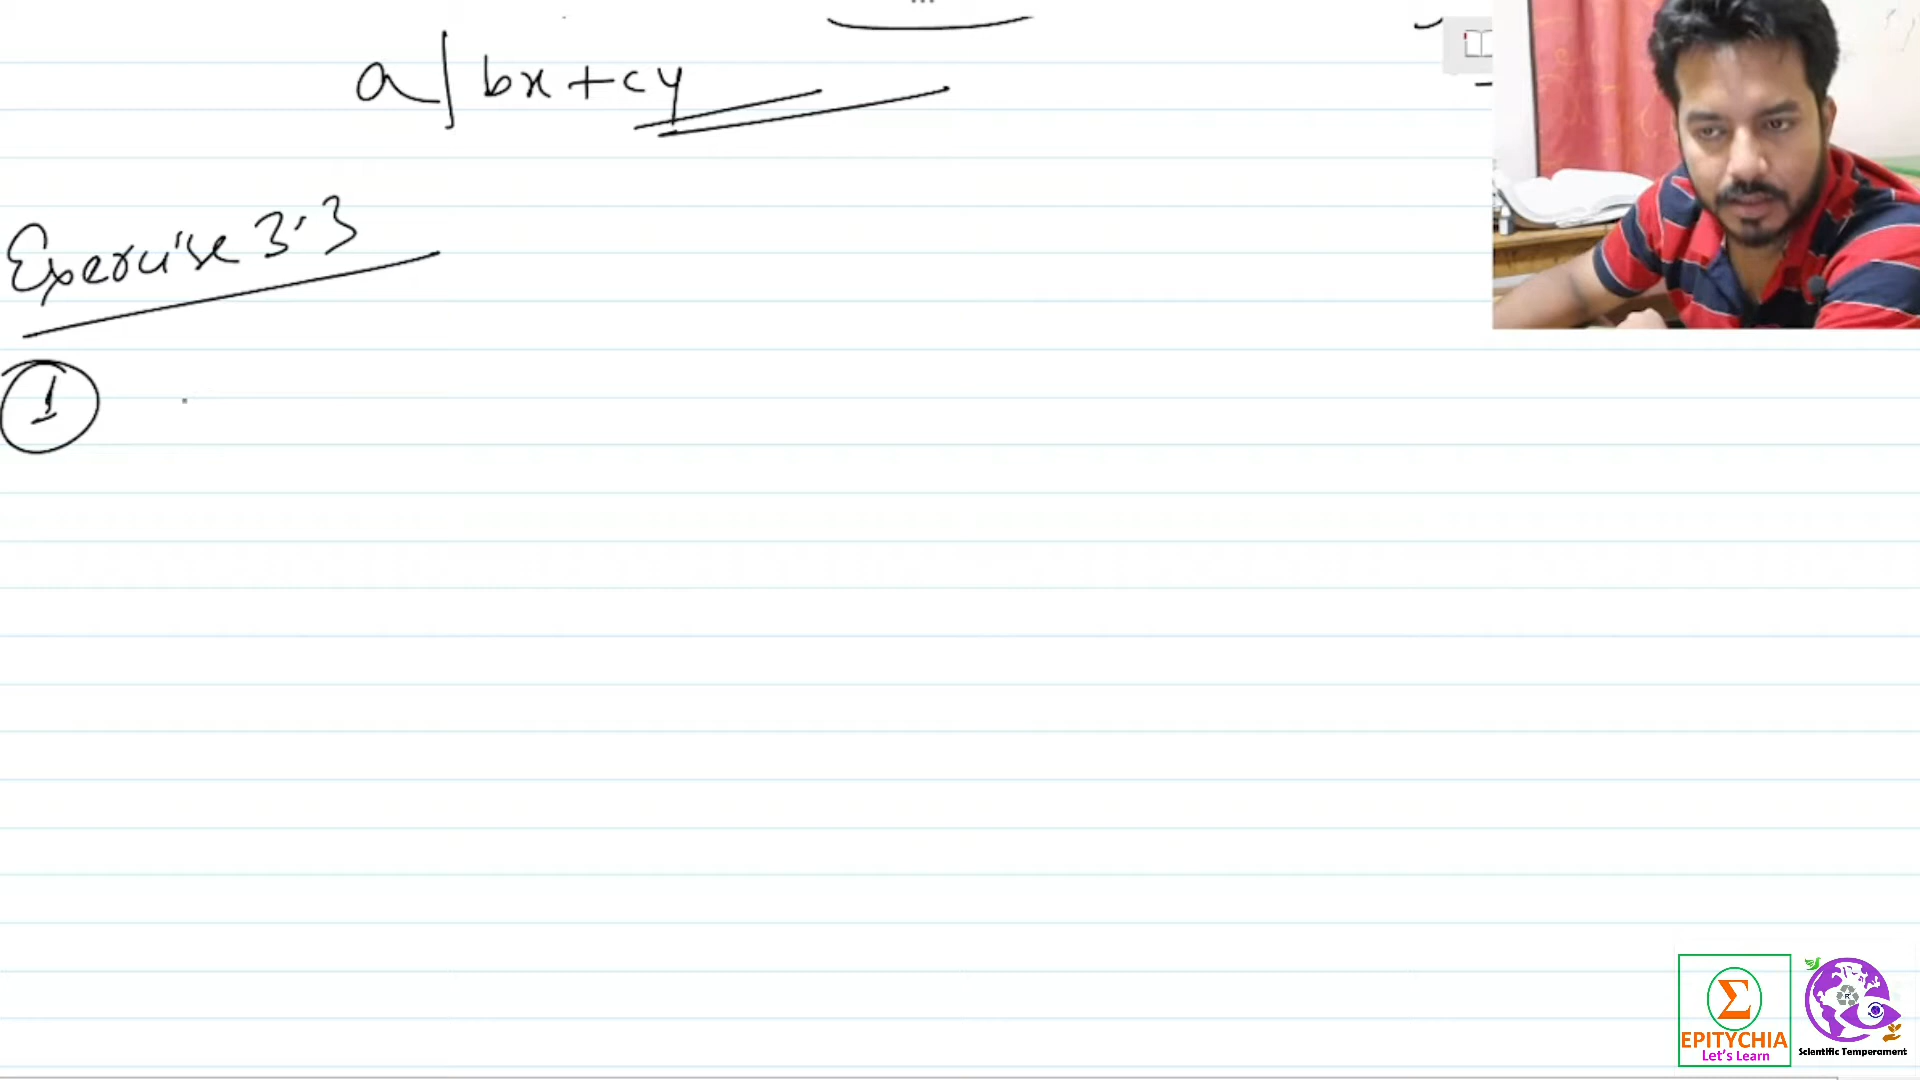 a | bx + cy
Exercise 3.3
1
Σ
EPITYCHIA
Let's Learn
Scientific Temperament